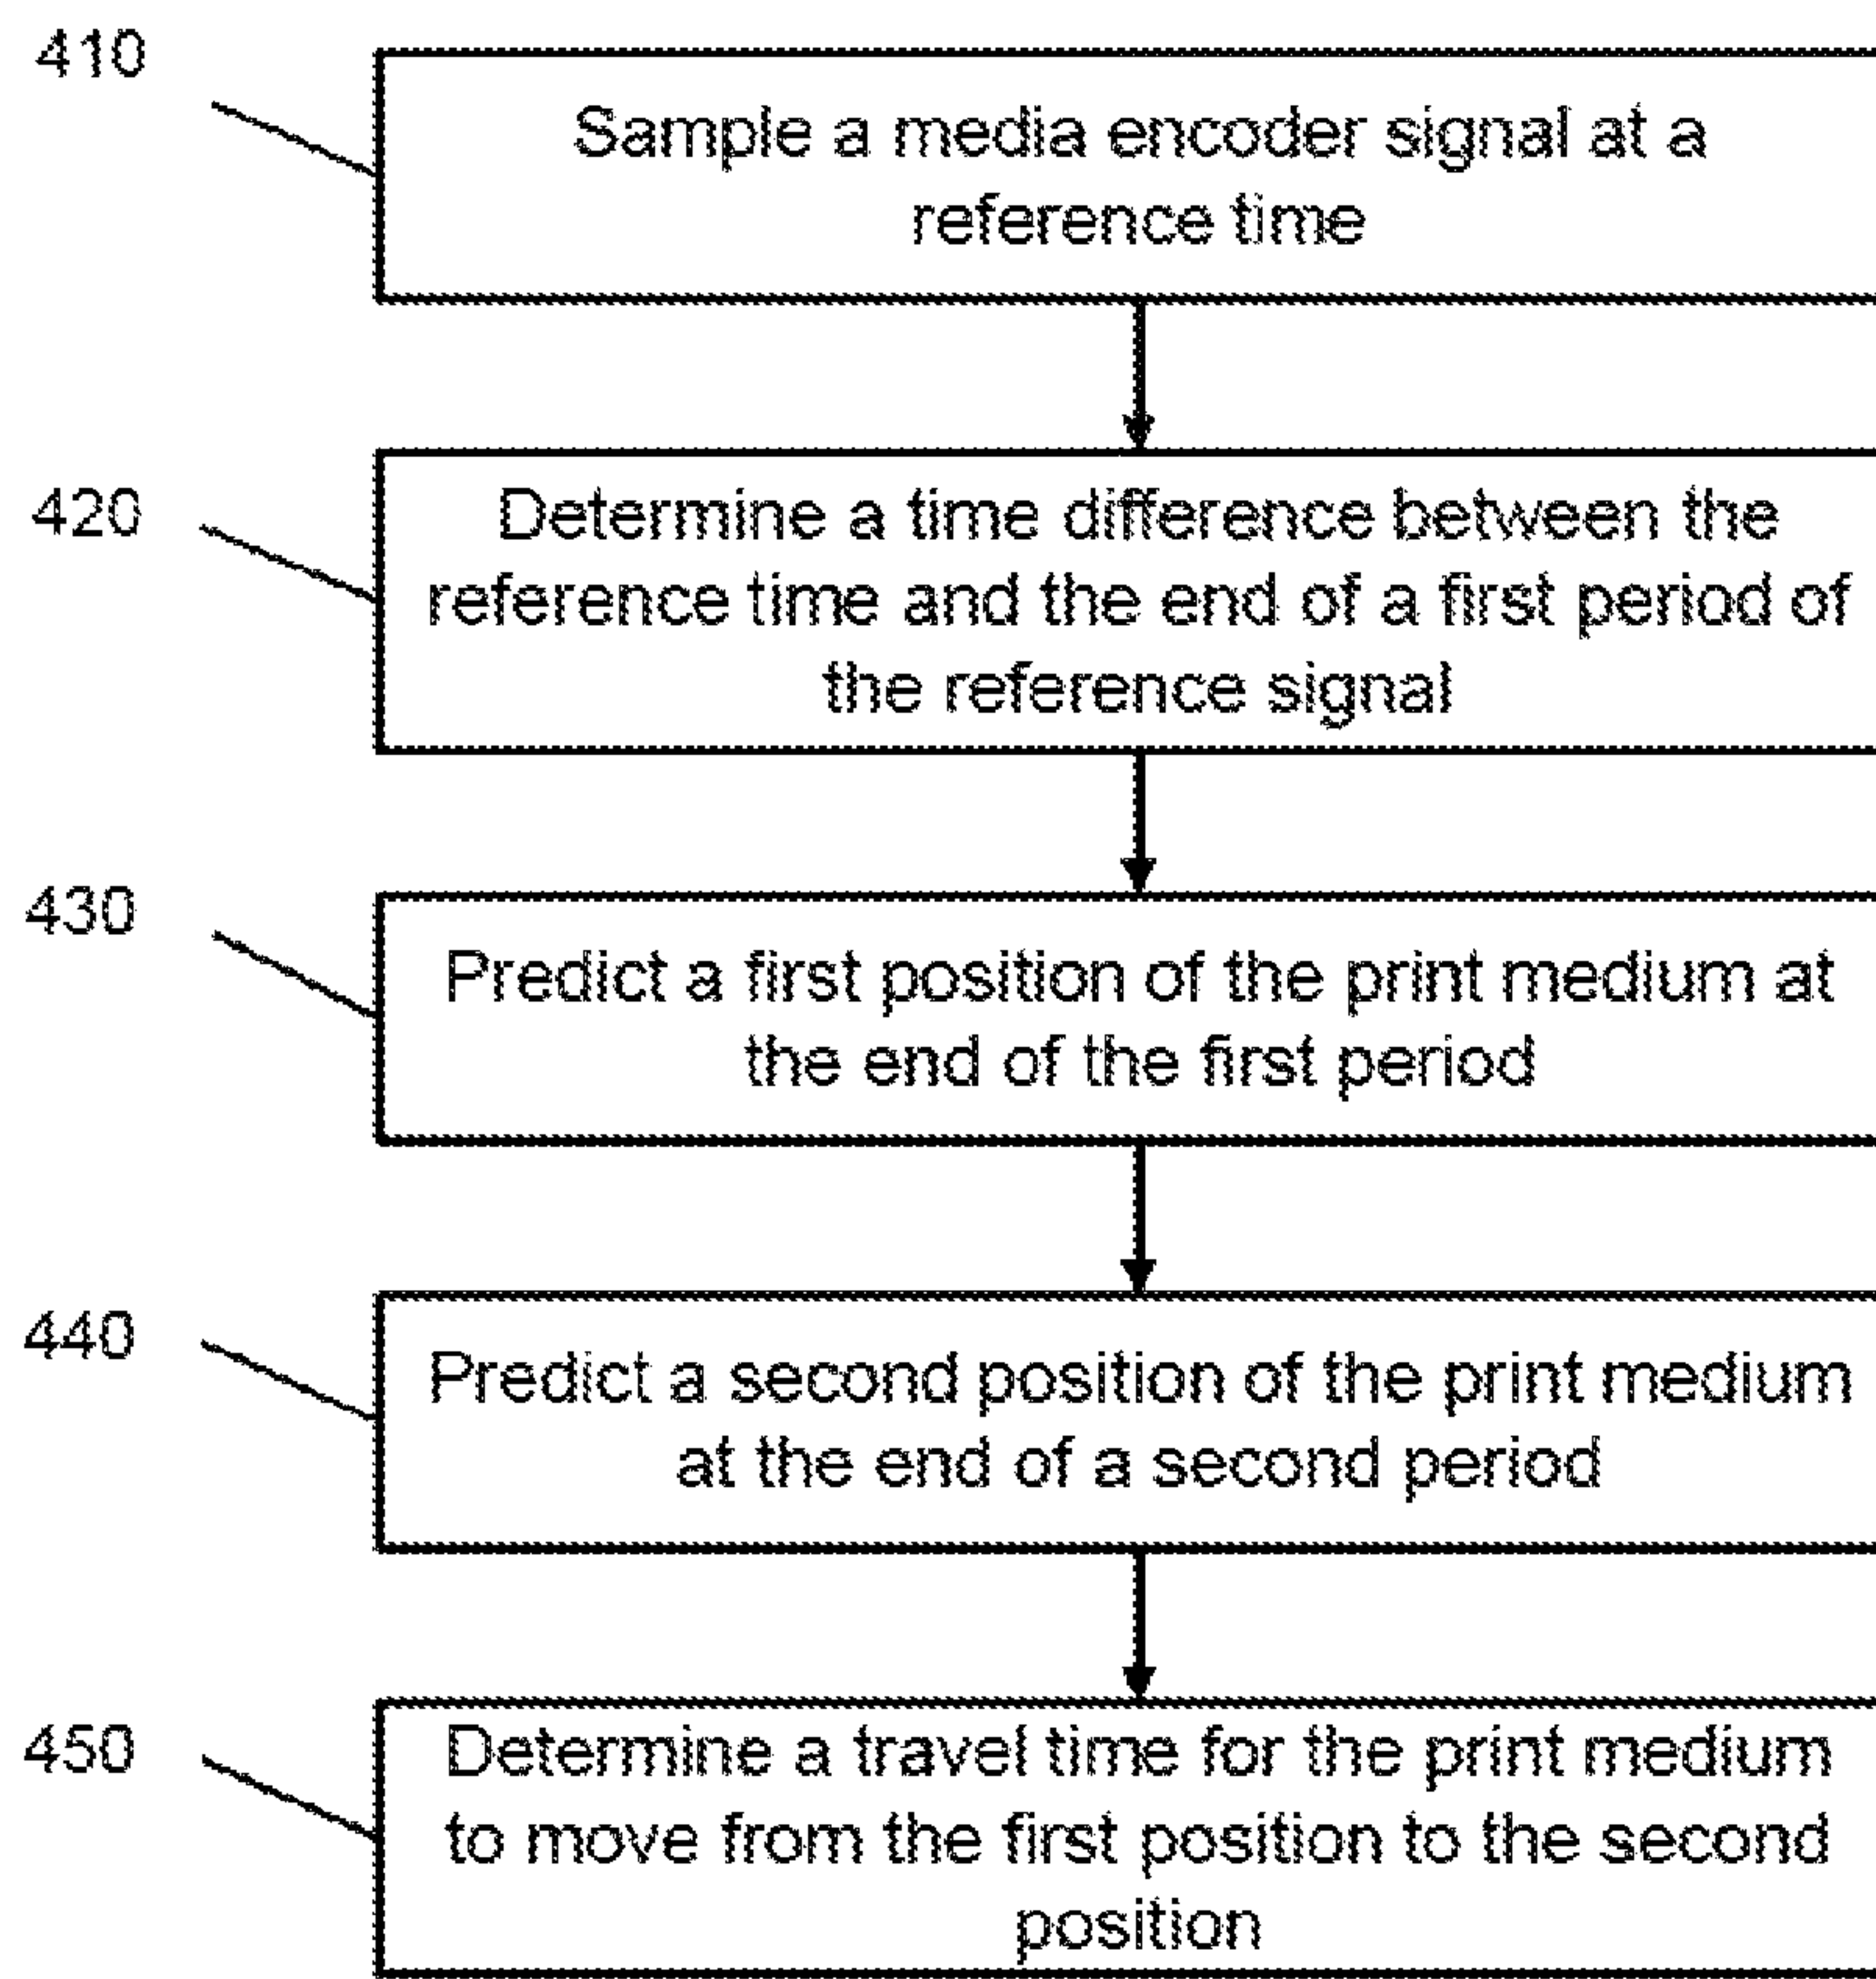 410
Sample a media encoder signal at a
reference time
420
Determine a time difference between the
reference time and the end of a first period of
the reference signal
430
Predict a first position of the print medium at
the end of the first period
440
Predict a second position of the print medium
at the end of a second period
450
Determine a travel time for the print medium
to move from the first position to the second
position